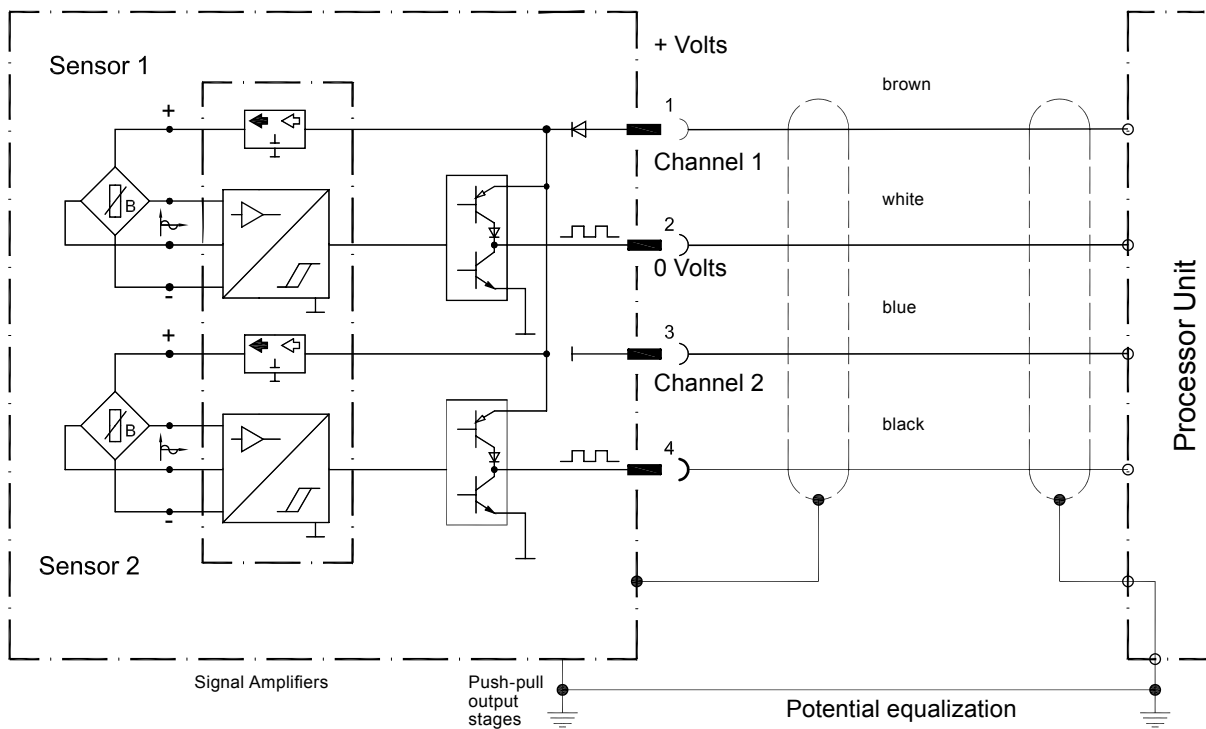 + Volts
Sensor 1
brown
+
1
Channel 1
white
B
2
0 Volts
-
blue
+
3
Channel 2
black
B
4
-
Sensor 2
Processor Unit
Signal Amplifiers
Push-pull
output
stages
Potential equalization